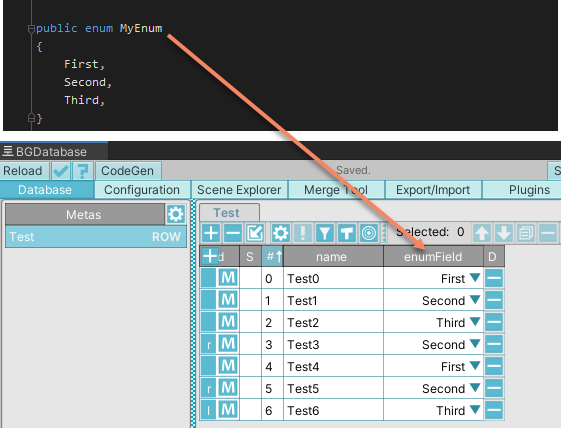 public enum MyEnum
{
First,
Second,
Third,
}
BGDatabase
Reload ? CodeGen Saved. S
Database Configuration Scene Explorer Merge Tool Export/Import Plugins
Metas Test
Test ROW
Selected: 0
d S # name enumField D
M 0 Test0 First
M 1 Test1 Second
M 2 Test2 Third
r M 3 Test3 Second
M 4 Test4 First
r M 5 Test5 Second
l M 6 Test6 Third